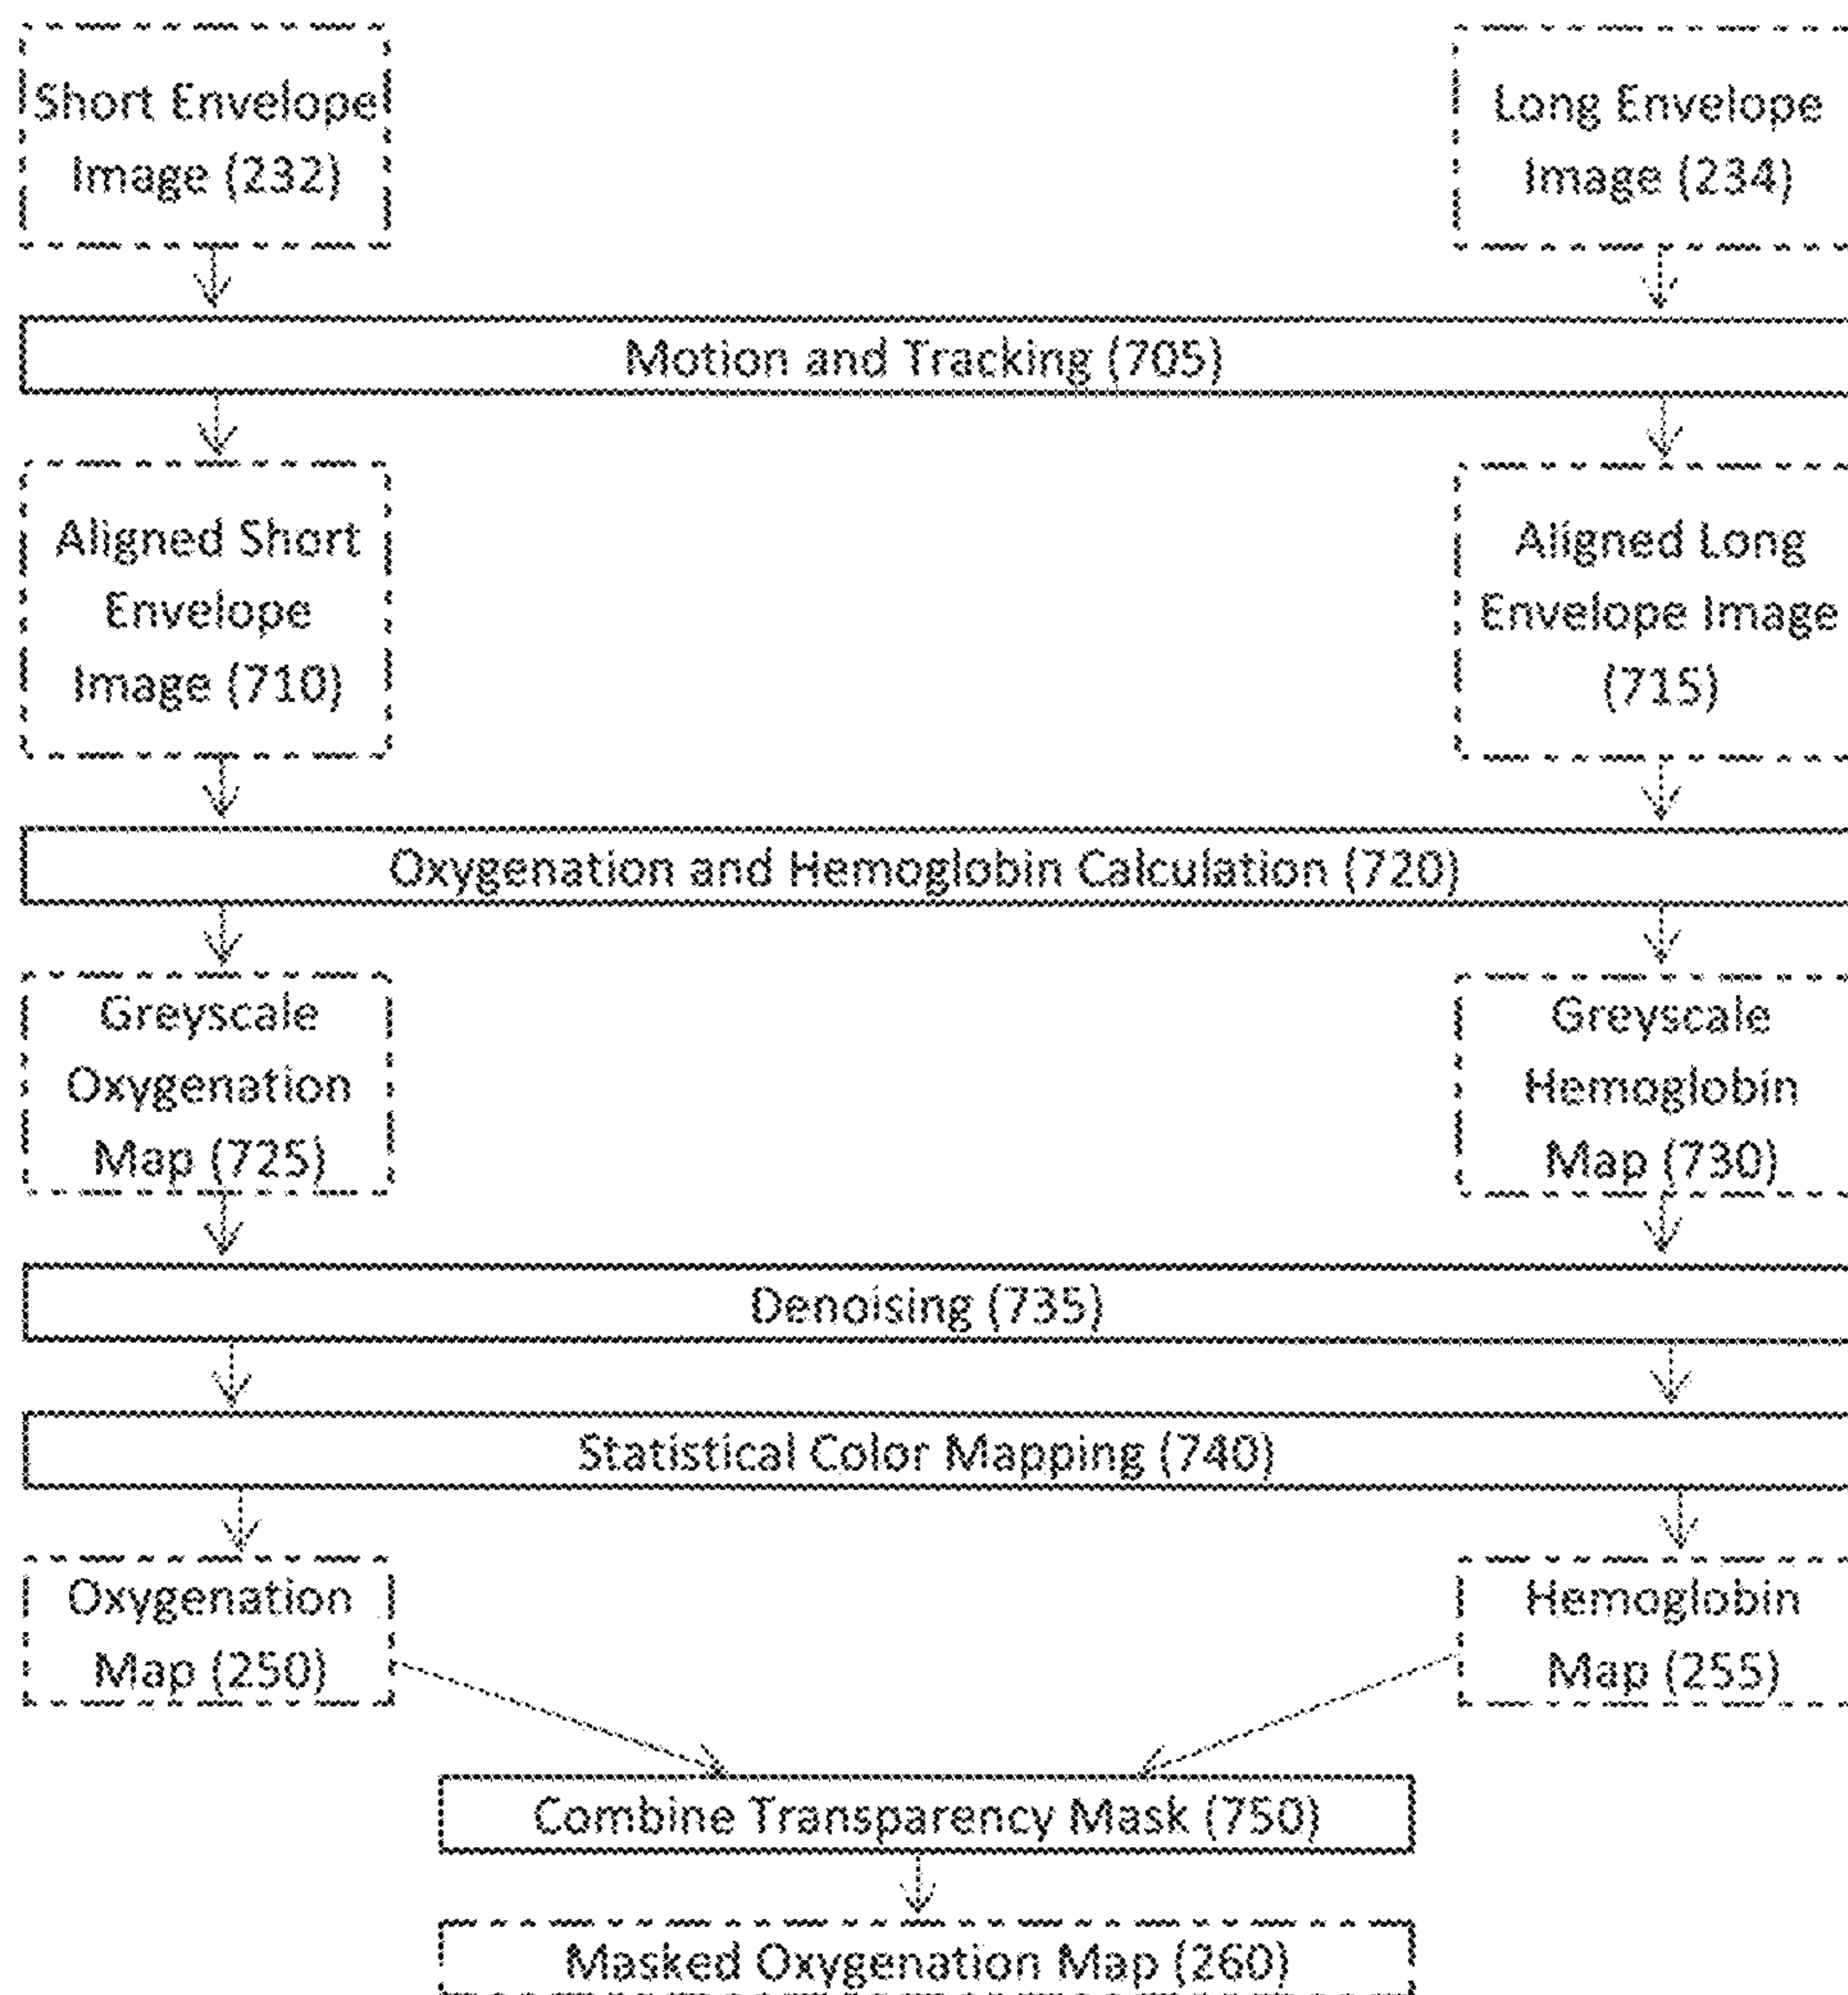 Short Envelope
Image (232)
Long Envelope
Image (234)
Motion and Tracking (705)
Aligned Short
Envelope
Image (710)
Aligned Long
Envelope Image
(715)
Oxygenation and Hemoglobin Calculation (720)
Greyscale
Oxygenation
Map (725)
Greyscale
Hemoglobin
Map (730)
Denoising (735)
Statistical Color Mapping (740)
Oxygenation
Map (250)
Hemoglobin
Map (255)
Combine Transparency Mask (750)
Masked Oxygenation Map (260)